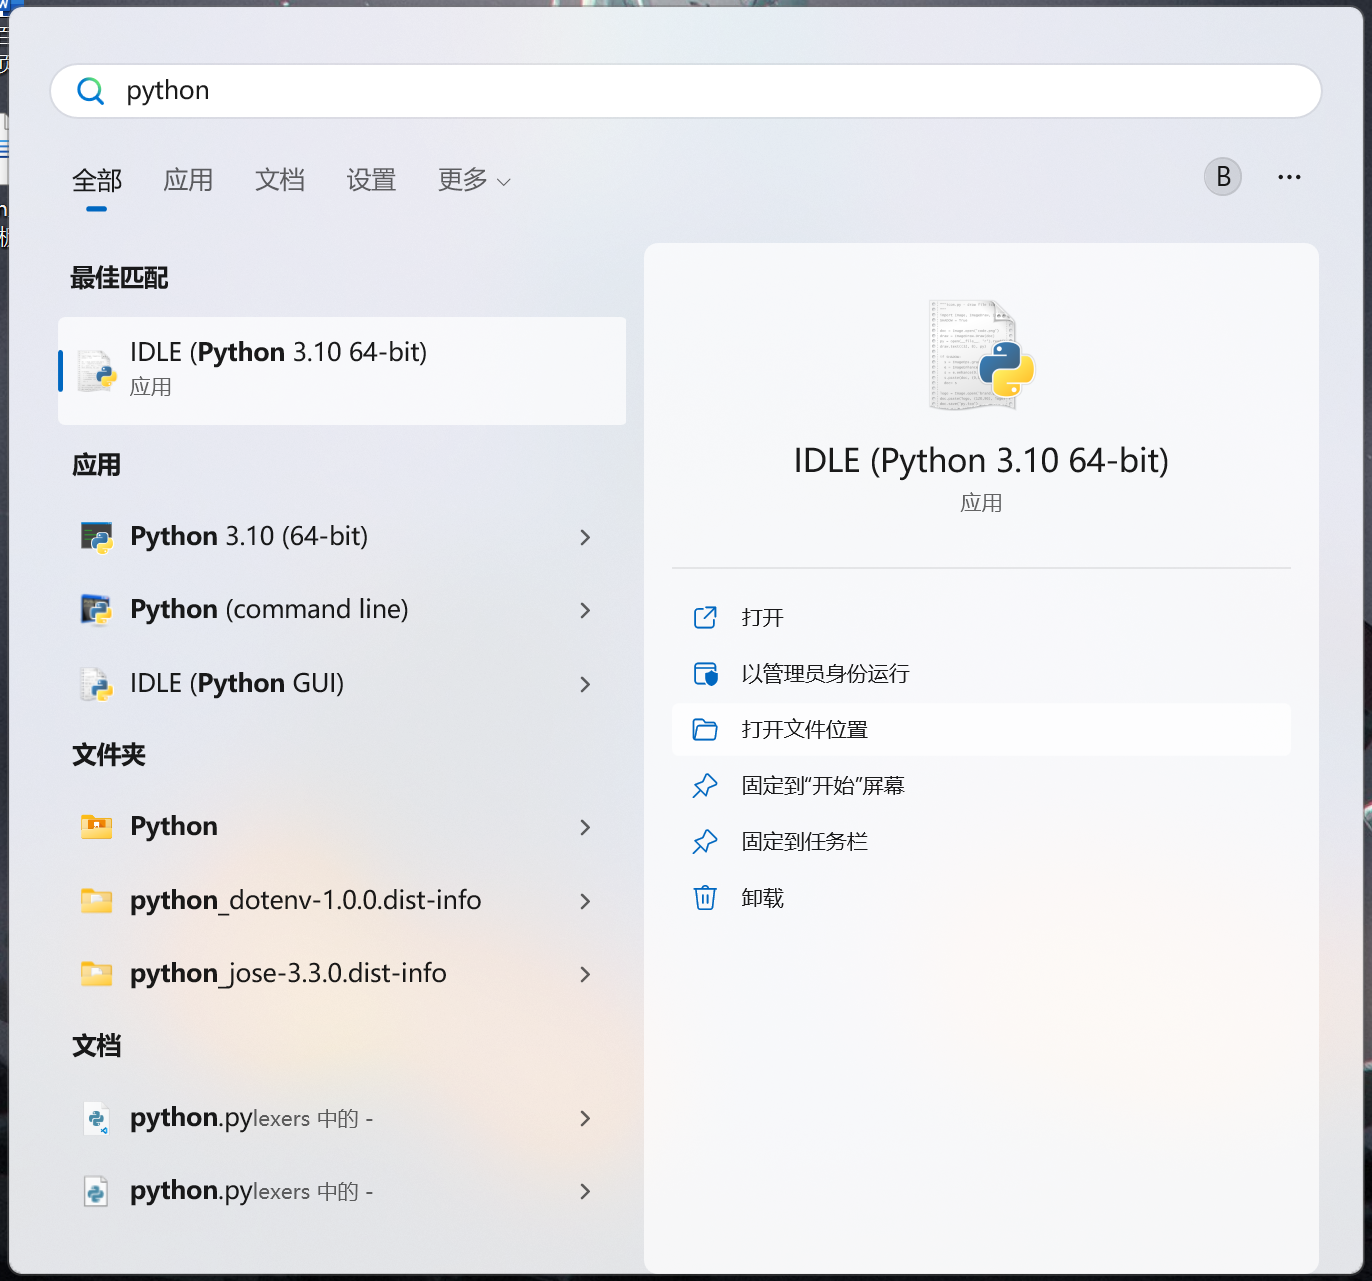 python
全部 应用 文档 设置 更多
B
最佳匹配
IDLE (Python 3.10 64-bit)
应用
应用
Python 3.10 (64-bit)
Python (command line)
IDLE (Python GUI)
文件夹
Python
python_dotenv-1.0.0.dist-info
python_jose-3.3.0.dist-info
文档
python.pylexers 中的 -
python.pylexers 中的 -
IDLE (Python 3.10 64-bit)
应用
打开
以管理员身份运行
打开文件位置
固定到“开始”屏幕
固定到任务栏
卸载